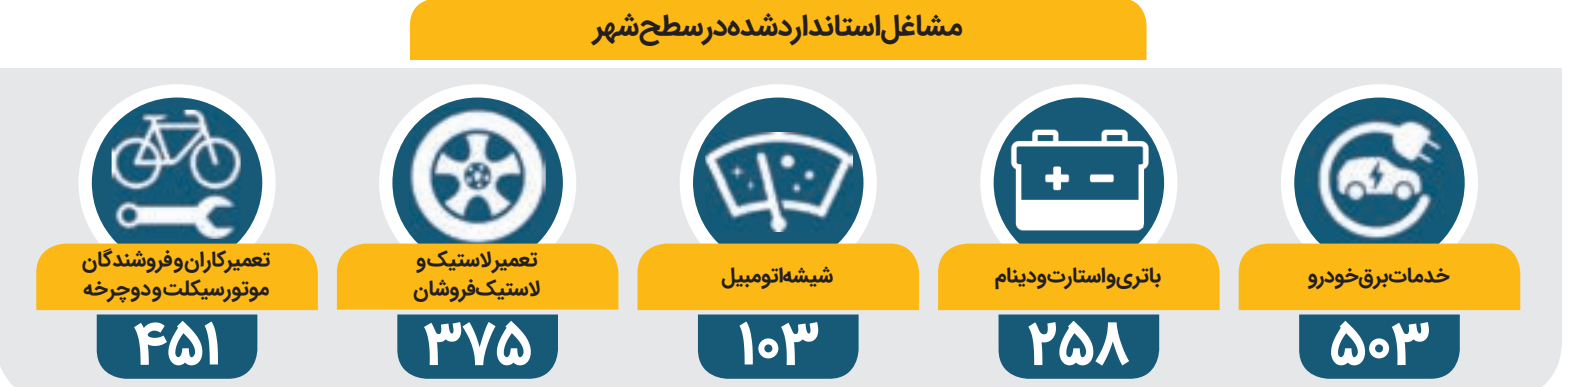 مشاغل استاندارد شده در سطح شهر
خدمات برق خودرو
۵۰۳
باتری و استارت و دینام
۲۵۸
شیشه اتومبیل
۱۰۳
تعمیر لاستیک و
لاستیک فروشان
۳۷۵
تعمیرکاران و فروشندگان
موتورسیکلت و دوچرخه
۴۵۱